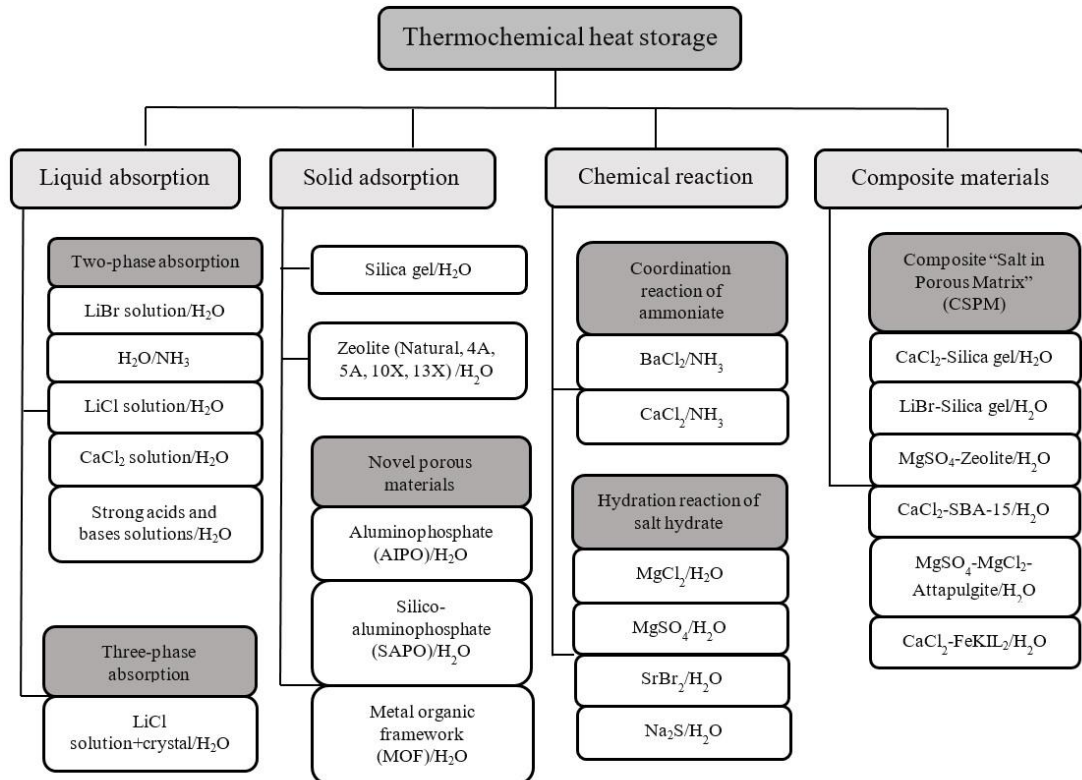 Thermochemical heat storage
Liquid absorption
Two-phase absorption
LiBr solution/H₂O
H₂O/NH₃
LiCl solution/H₂O
CaCl₂ solution/H₂O
Strong acids and
bases solutions/H₂O
Three-phase
absorption
LiCl
solution+crystal/H₂O
Solid adsorption
Silica gel/H₂O
Zeolite (Natural, 4A,
5A, 10X, 13X) /H₂O
Novel porous
materials
Aluminophosphate
(AIPO)/H₂O
Silico-
aluminophosphate
(SAPO)/H₂O
Metal organic
framework
(MOF)/H₂O
Chemical reaction
Coordination
reaction of
ammoniate
BaCl₂/NH₃
CaCl₂/NH₃
Hydration reaction of
salt hydrate
MgCl₂/H₂O
MgSO₄/H₂O
SrBr₂/H₂O
Na₂S/H₂O
Composite materials
Composite “Salt in
Porous Matrix”
(CSPM)
CaCl₂-Silica gel/H₂O
LiBr-Silica gel/H₂O
MgSO₄-Zeolite/H₂O
CaCl₂-SBA-15/H₂O
MgSO₄-MgCl₂-
Attapulgite/H₂O
CaCl₂-FeKIL₂/H₂O